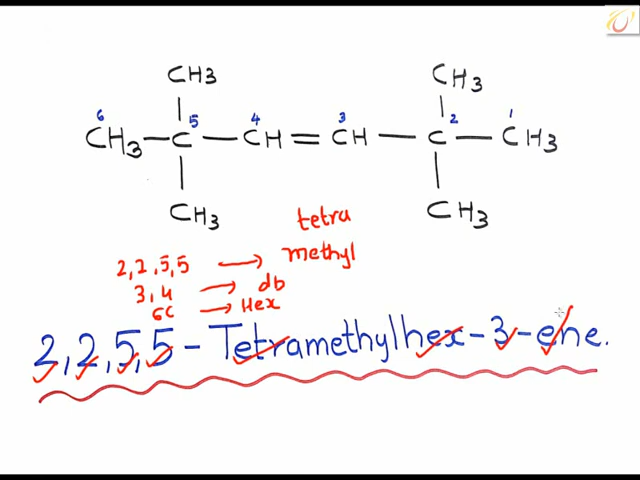 CH3 CH3
6 5 4 3 2 1
CH3 — C — CH = CH — C — CH3
CH3 CH3
tetra
2,2,5,5 → methyl
3,4 → db
6C → Hex
2,2,5,5 - Tetramethylhex - 3 - ene.